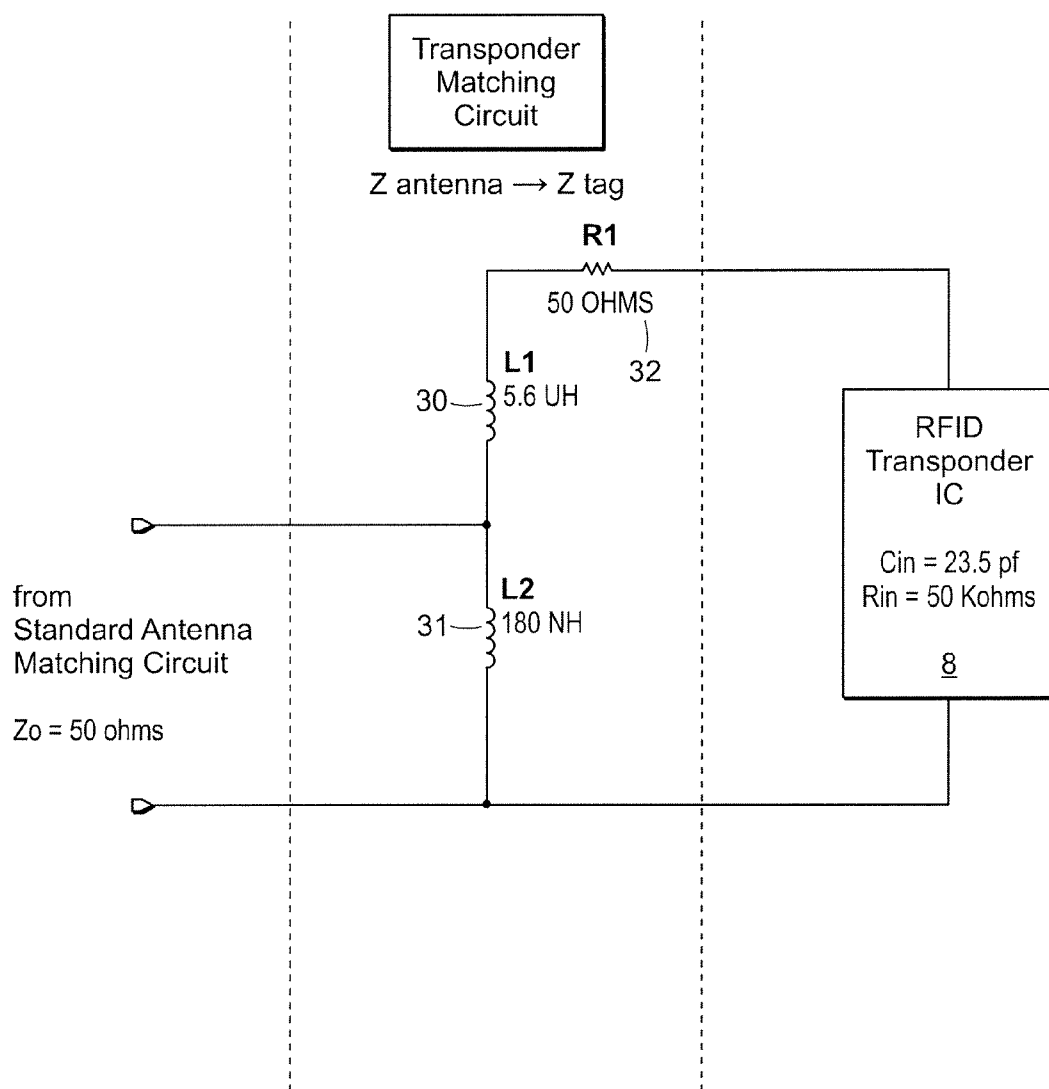 Transponder
Matching
Circuit
Z antenna → Z tag
R1
50 OHMS
32
L1
30
5.6 UH
RFID
Transponder
IC
Cin = 23.5 pf
Rin = 50 Kohms
8
from
Standard Antenna
Matching Circuit
Zo = 50 ohms
L2
31
180 NH